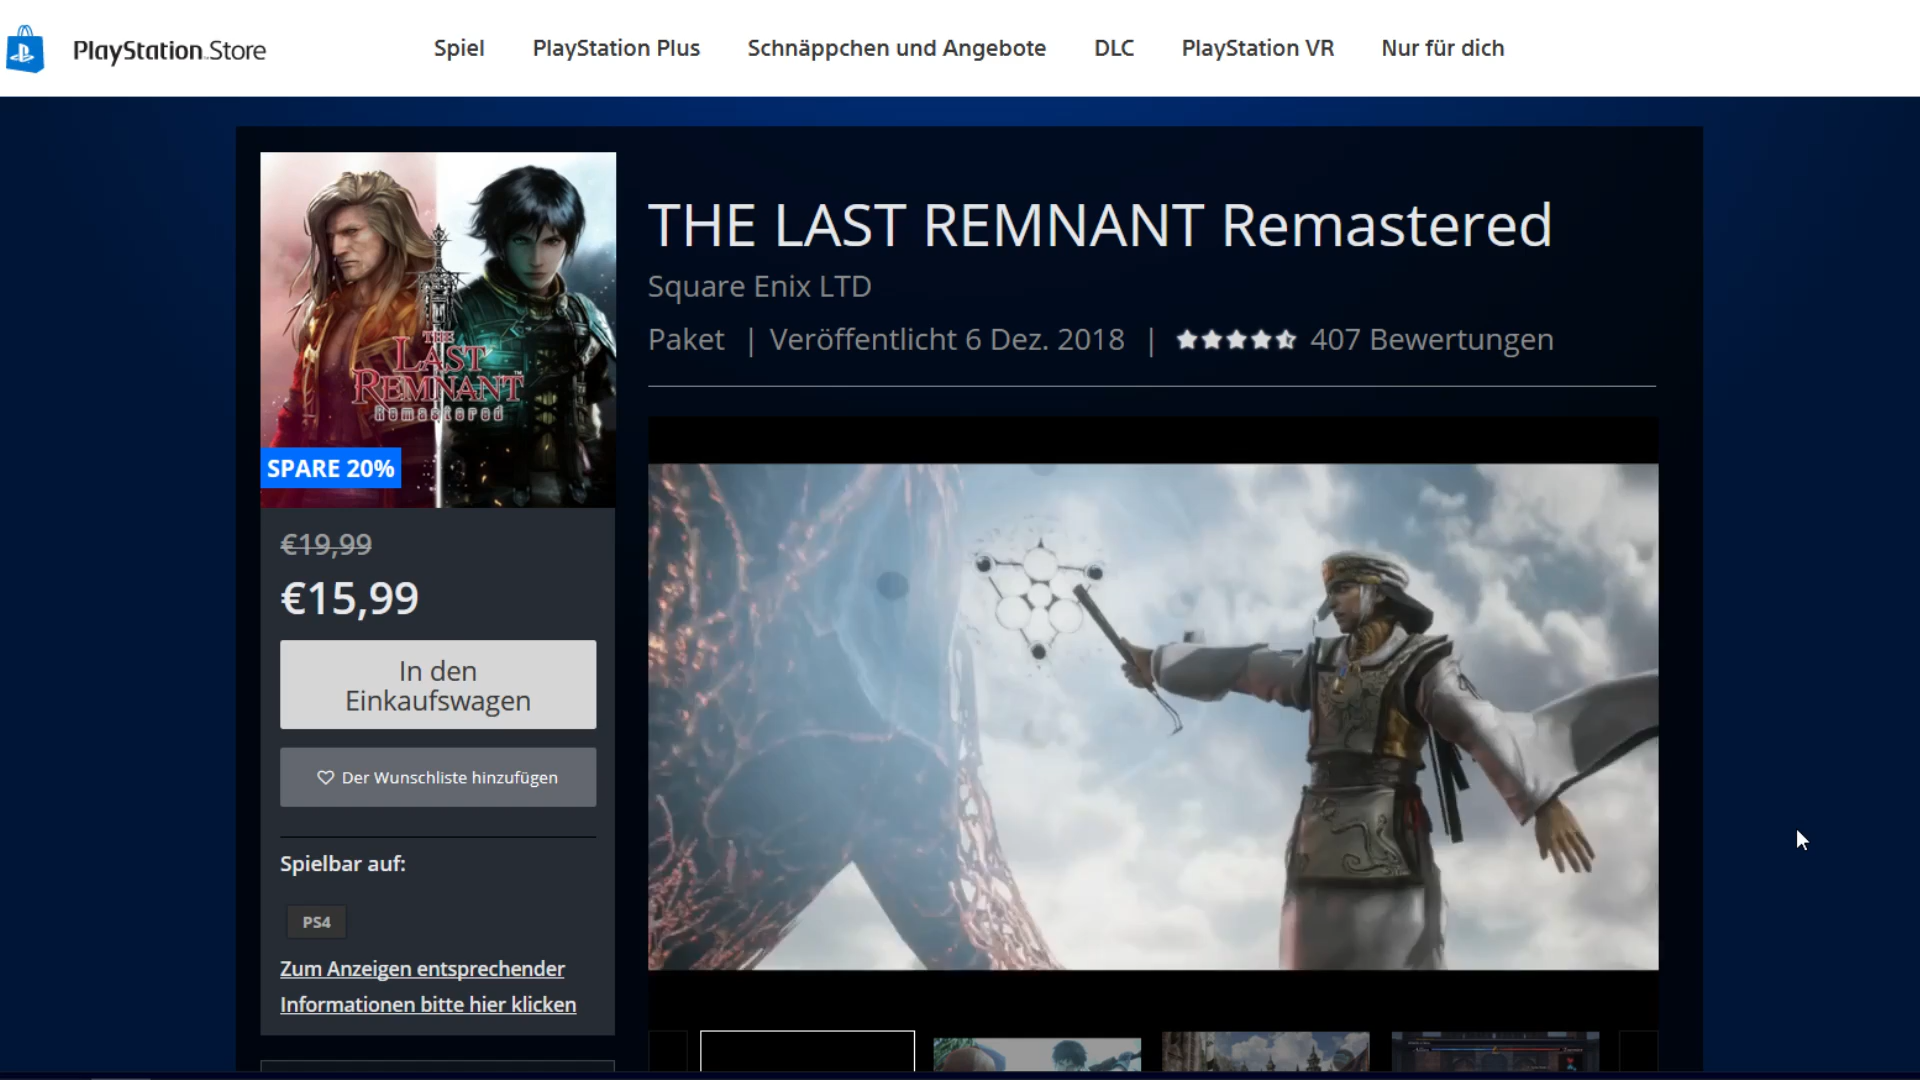 PlayStation.Store
Spiel
PlayStation Plus
Schnäppchen und Angebote
DLC
PlayStation VR
Nur für dich
THE
LAST
REMNANT
Remastered
SPARE 20%
€19,99
€15,99
In den
Einkaufswagen
Der Wunschliste hinzufügen
Spielbar auf:
PS4
Zum Anzeigen entsprechender
Informationen bitte hier klicken
THE LAST REMNANT Remastered
Square Enix LTD
Paket | Veröffentlicht 6 Dez. 2018 | 407 Bewertungen